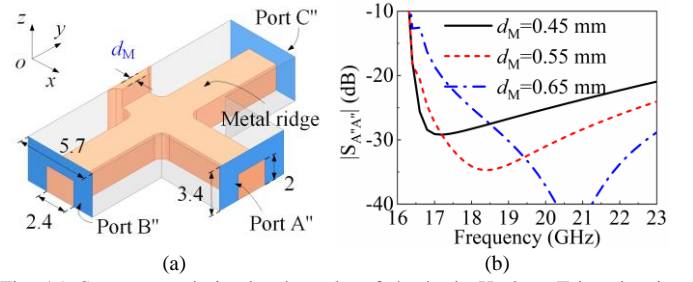 Port C"
z
y
o
x
d_M
Metal ridge
5.7
2
3.4
2.4
Port B"
Port A"
(a)
-10
-20
-30
-40
|S_A"A"| (dB)
d_M=0.45 mm
d_M=0.55 mm
d_M=0.65 mm
16 17 18 19 20 21 22 23
Frequency (GHz)
(b)